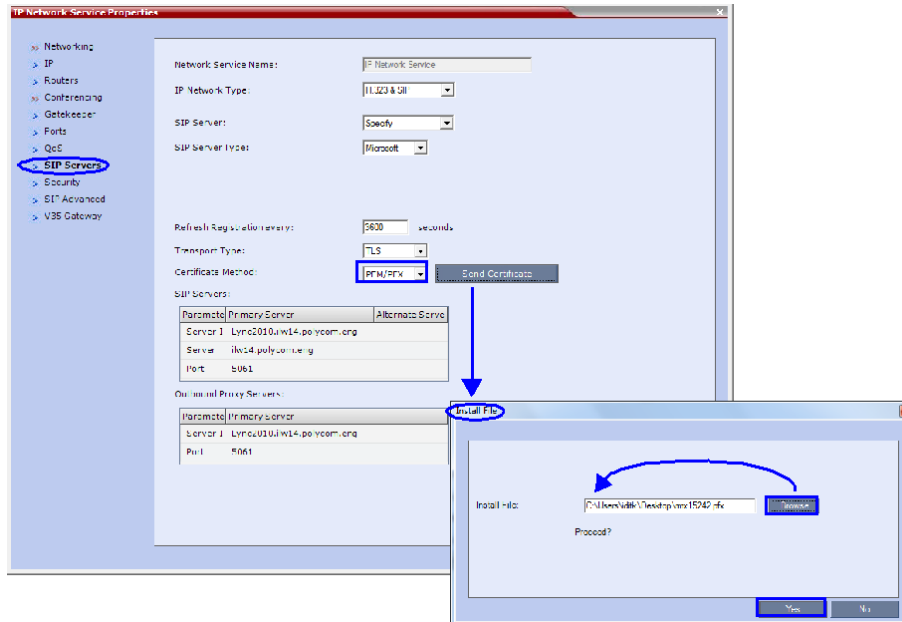 IP Network Service Properties
Networking
IP
Routers
Conferencing
Gatekeeper
Ports
QoS
SIP Servers
Security
SIP Advanced
V35 Gateway
Network Service Name: IP Network Service
IP Network Type: H.323 & SIP
SIP Server: Specify
SIP Server Type: Microsoft
Refresh Registration every: 3600 seconds
Transport Type: TLS
Certificate Method: PEM/PFX Send Certificate
SIP Servers:
Paramete Primary Server Alternate Serve
Server I Lync2010.ilw14.polycom.eng
Server ilw14.polycom.eng
Port 5061
Outbound Proxy Servers:
Paramete Primary Server
Server I Lync2010.ilw14.polycom.eng
Port 5061
Install File
Install File: Browse
Proceed?
Yes No